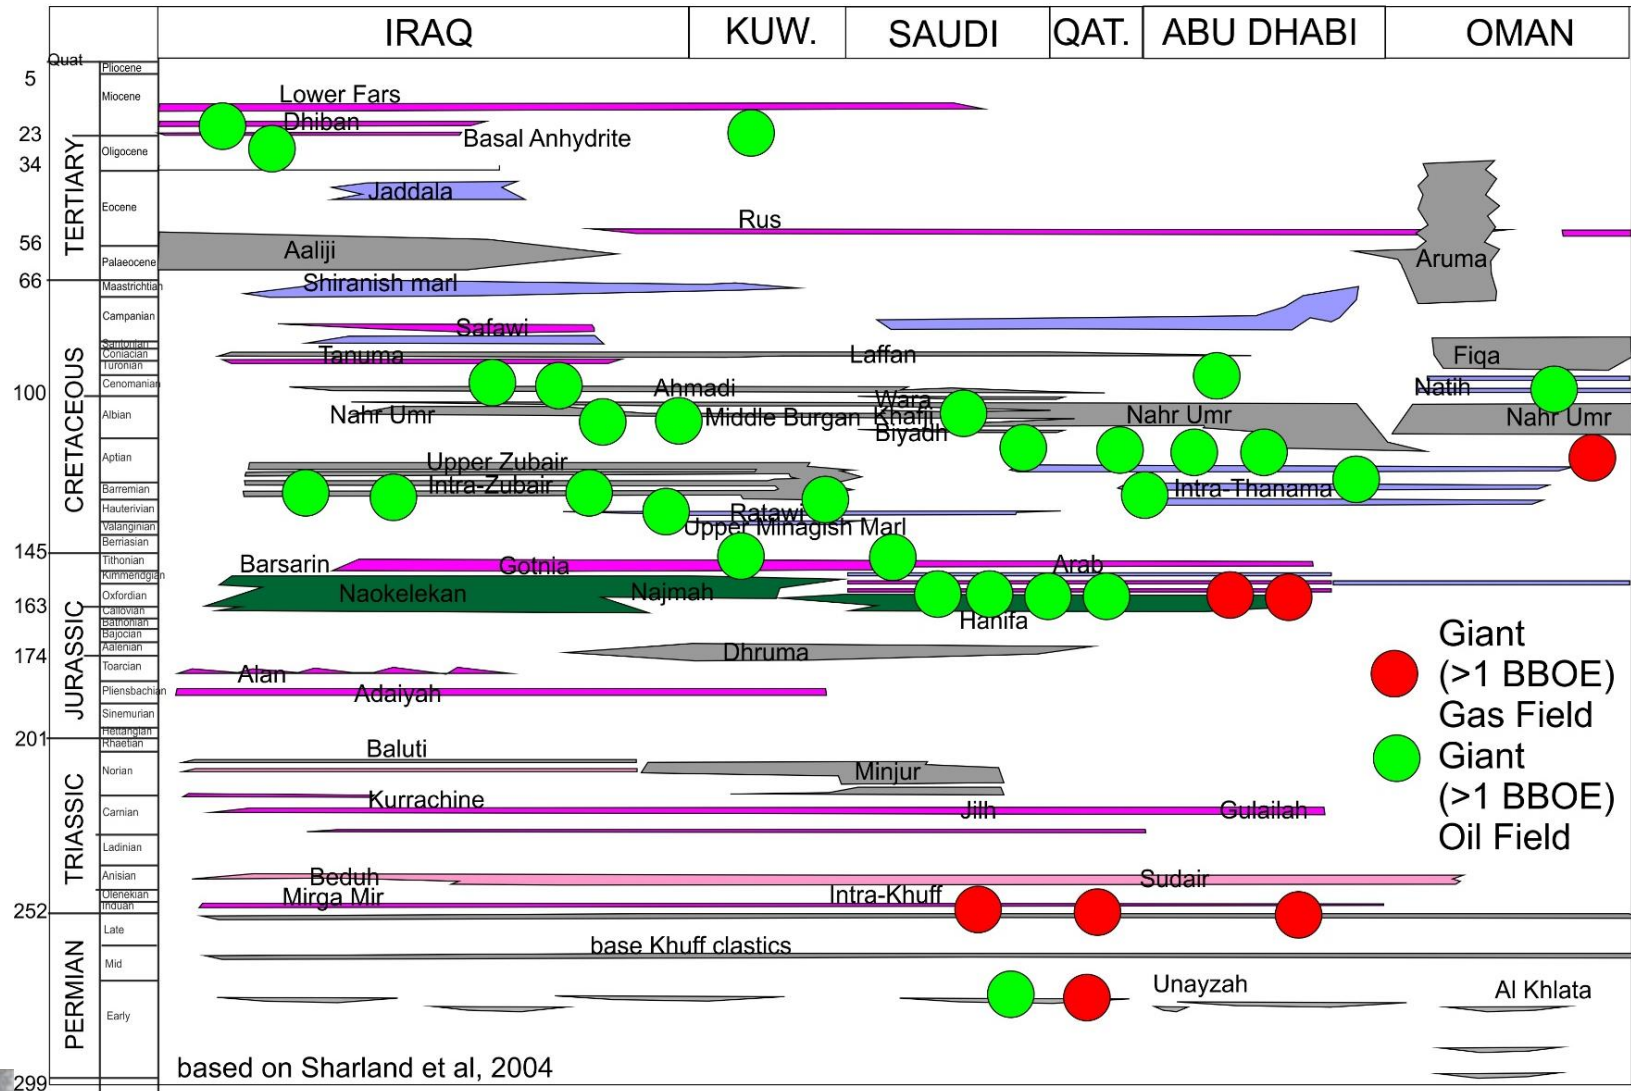 IRAQ KUW. SAUDI QAT. ABU DHABI OMAN
Quat
Pliocene
5
Miocene
Lower Fars
Dhiban
23
Basal Anhydrite
Oligocene
34
TERTIARY
Jaddala
Eocene
Rus
56
Aaliji
Palaeocene
Aruma
66
Maastrichtian
Shiranish marl
Campanian
Safawi
Santonian
Coniacian
Tanuma
Laffan
Fiqa
Turonian
CRETACEOUS
Cenomanian
Ahmadi
Natih
100
Wara
Albian
Nahr Umr
Middle Burgan
Khafji
Nahr Umr
Nahr Umr
Biyadh
Aptian
Upper Zubair
Barremian
Intra-Zubair
Intra-Thanama
Hauterivian
Ratawi
Valanginian
Upper Minagish Marl
Berriasian
145
Tithonian
Barsarin
Gotnia
Arab
Kimmeridgian
Oxfordian
Naokelekan
Najmah
163
Callovian
Bathonian
Hanifa
Bajocian
JURASSIC
Aalenian
174
Dhruma
Toarcian
Alan
Pliensbachian
Adaiyah
Sinemurian
Hettangian
201
Rhaetian
Baluti
Norian
Minjur
Kurrachine
TRIASSIC
Carnian
Jilh
Gulailah
Ladinian
Anisian
Beduh
Sudair
Olenekian
Mirga Mir
Intra-Khuff
Induan
252
Late
base Khuff clastics
PERMIAN
Mid
Unayzah
Al Khlata
Early
based on Sharland et al, 2004
299
Giant
(>1 BBOE)
Gas Field
Giant
(>1 BBOE)
Oil Field